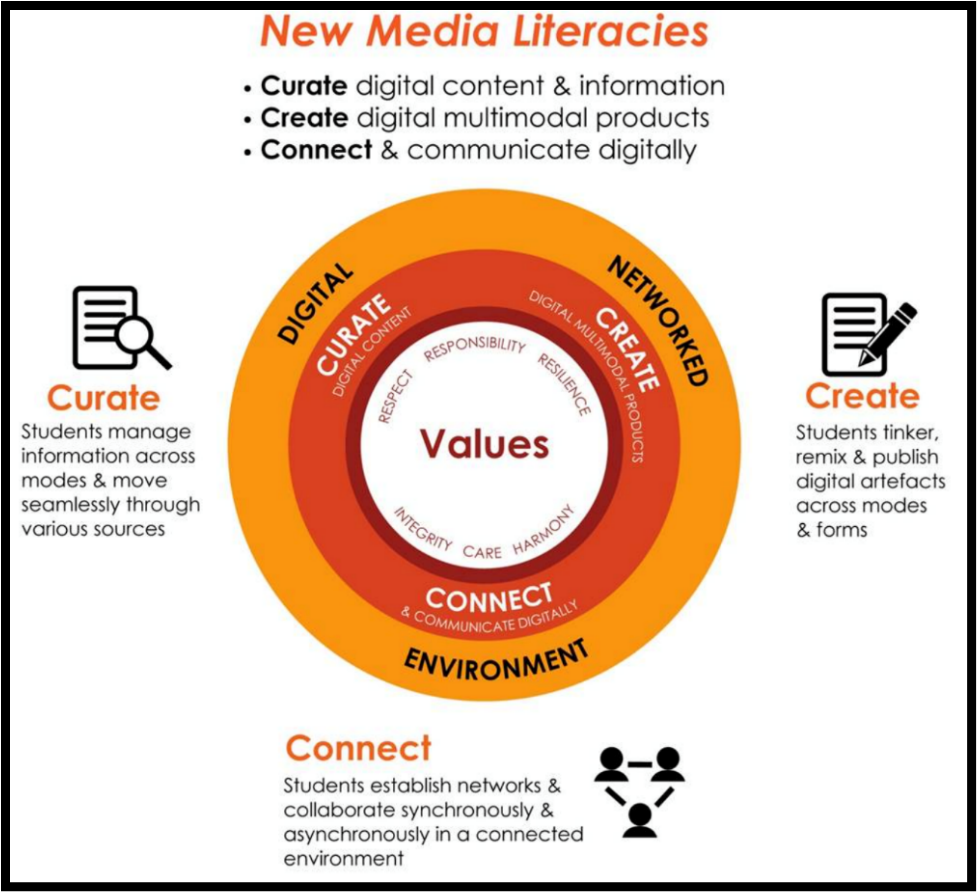 New Media Literacies
• Curate digital content & information
• Create digital multimodal products
• Connect & communicate digitally
DIGITAL
NETWORKED
ENVIRONMENT
CURATE
DIGITAL CONTENT
CREATE
DIGITAL MULTIMODAL PRODUCTS
CONNECT
& COMMUNICATE DIGITALLY
RESPECT
RESPONSIBILITY
RESILIENCE
Values
INTEGRITY
CARE
HARMONY
Curate
Students manage
information across
modes & move
seamlessly through
various sources
Create
Students tinker,
remix & publish
digital artefacts
across modes
& forms
Connect
Students establish networks &
collaborate synchronously &
asynchronously in a connected
environment